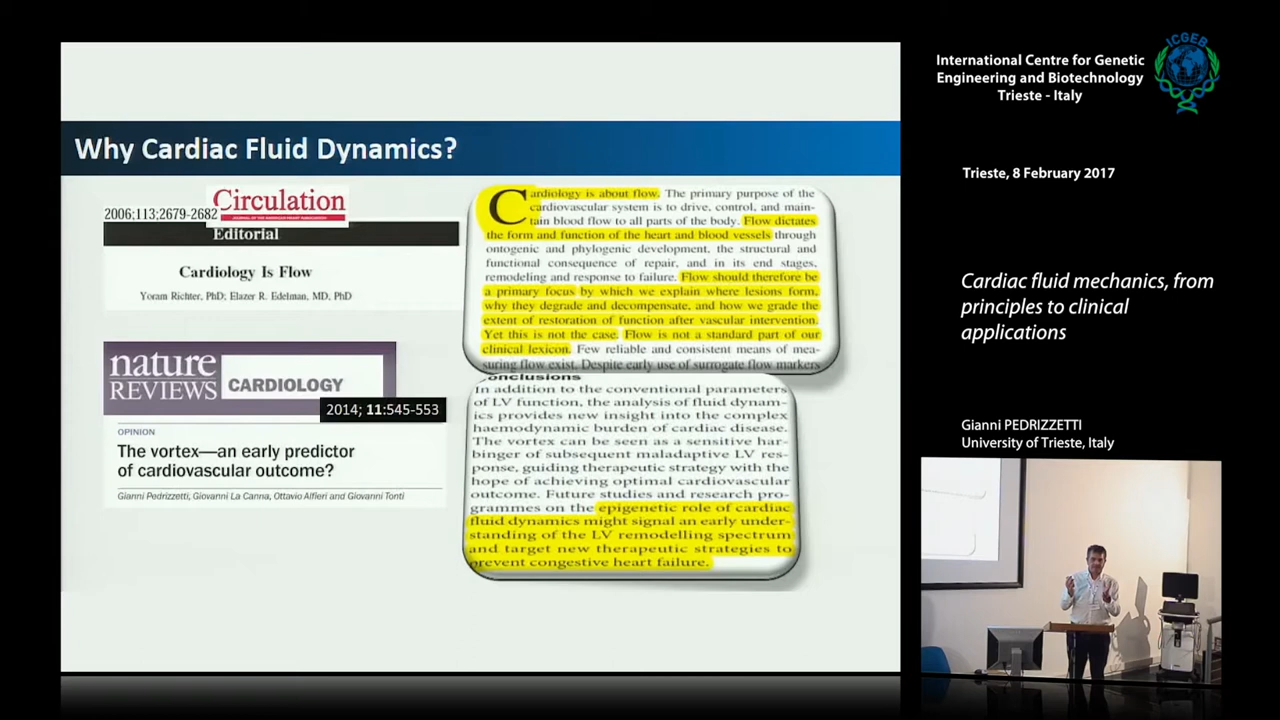 Why Cardiac Fluid Dynamics?
Circulation
JOURNAL OF THE AMERICAN HEART ASSOCIATION
2006;113:2679-2682
Editorial
Cardiology Is Flow
Yoram Richter, PhD; Elazer R. Edelman, MD, PhD
nature
REVIEWS
CARDIOLOGY
2014; 11:545-553
OPINION
The vortex—an early predictor
of cardiovascular outcome?
Gianni Pedrizzetti, Giovanni La Canna, Ottavio Alfieri and Giovanni Tonti
Cardiology is about flow. The primary purpose of the
cardiovascular system is to drive, control, and main-
tain blood flow to all parts of the body. Flow dictates
the form and function of the heart and blood vessels through
ontogenic and phylogenic development, the structural and
functional consequence of repair, and in its end stages,
remodeling and response to failure. Flow should therefore be
a primary focus by which we explain where lesions form,
why they degrade and decompensate, and how we grade the
extent of restoration of function after vascular intervention.
Yet this is not the case. Flow is not a standard part of our
clinical lexicon. Few reliable and consistent means of mea-
suring flow exist. Despite early use of surrogate flow markers
onclusions
In addition to the conventional parameters
of LV function, the analysis of fluid dynam-
ics provides new insight into the complex
haemodynamic burden of cardiac disease.
The vortex can be seen as a sensitive har-
binger of subsequent maladaptive LV res-
ponse, guiding therapeutic strategy with the
hope of achieving optimal cardiovascular
outcome. Future studies and research pro-
grammes on the epigenetic role of cardiac
fluid dynamics might signal an early under-
standing of the LV remodelling spectrum
and target new therapeutic strategies to
prevent congestive heart failure.
International Centre for Genetic
Engineering and Biotechnology
Trieste - Italy
ICGEB
Trieste, 8 February 2017
Cardiac fluid mechanics, from
principles to clinical
applications
Gianni PEDRIZZETTI
University of Trieste, Italy